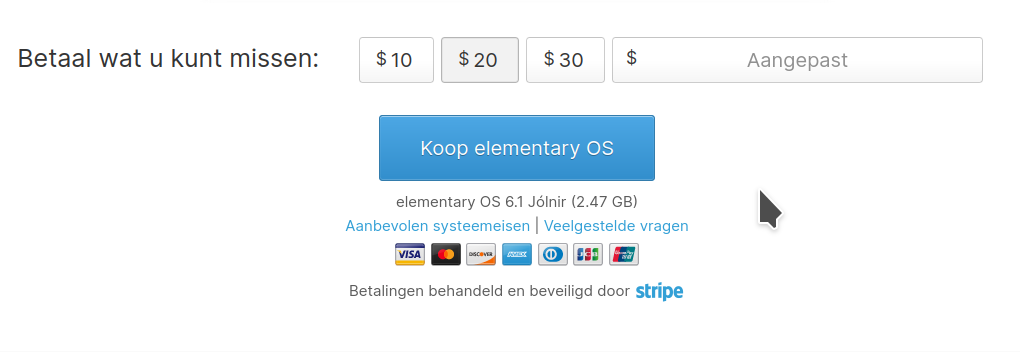 Betaal wat u kunt missen: $ 10 $ 20 $ 30 $ Aangepast
Koop elementary OS
elementary OS 6.1 Jólnir (2.47 GB)
Aanbevolen systeemeisen | Veelgestelde vragen
VISA DISCOVER AMEX JCB UnionPay
Betalingen behandeld en beveiligd door stripe